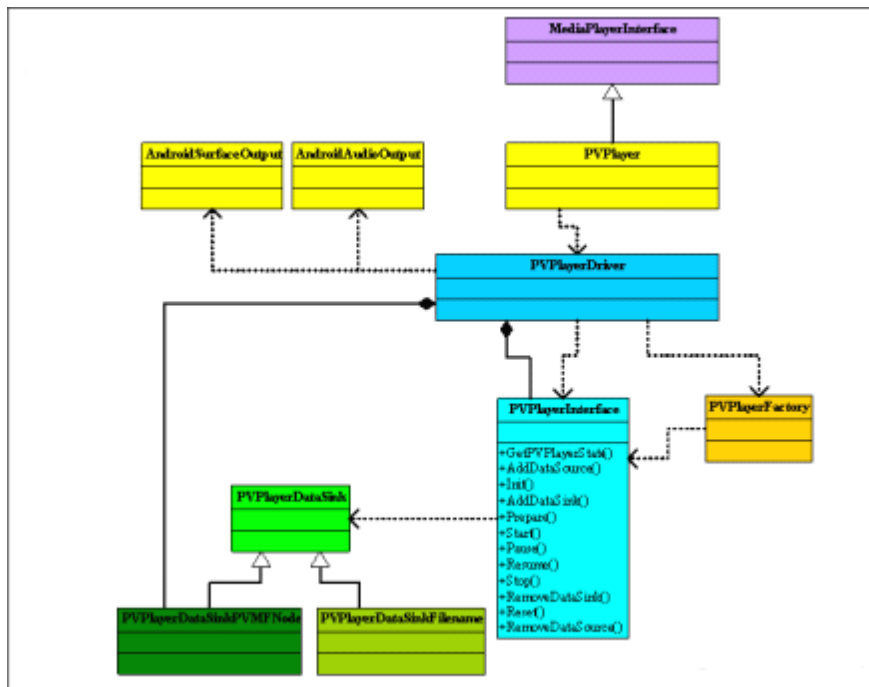 MediaPlayerInterface
AndroidSurfaceOutput
AndroidAudioOutput
PVPlayer
PVPlayerDriver
PVPlayerInterface
+GetPVPlayerState()
+AddDataSource()
+Init()
+AddDataSink()
+Prepare()
+Start()
+Pause()
+Resume()
+Stop()
+RemoveDataSink()
+Reset()
+RemoveDataSource()
PVPlayerFactory
PVPlayerDataSink
PVPlayerDataSinkPVMFNode
PVPlayerDataSinkFilename